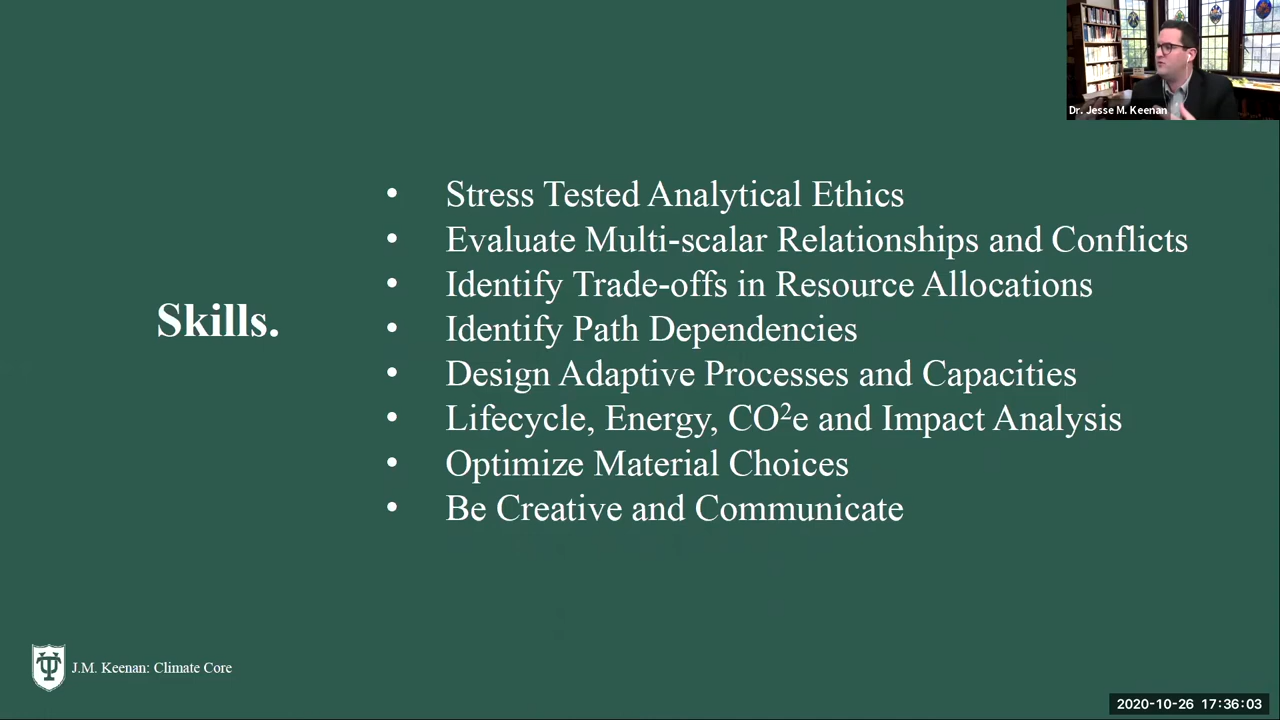 Dr. Jesse M. Keenan
Skills.
• Stress Tested Analytical Ethics
• Evaluate Multi-scalar Relationships and Conflicts
• Identify Trade-offs in Resource Allocations
• Identify Path Dependencies
• Design Adaptive Processes and Capacities
• Lifecycle, Energy, CO²e and Impact Analysis
• Optimize Material Choices
• Be Creative and Communicate
J.M. Keenan: Climate Core
2020-10-26 17:36:03